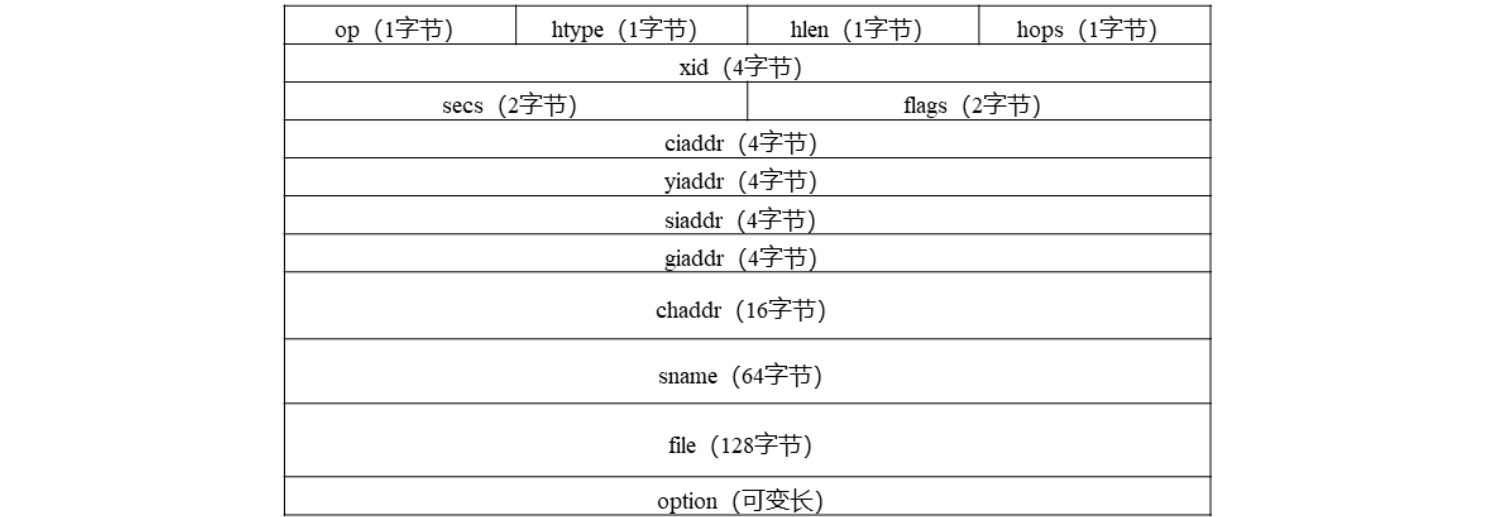 op（1字节） htype（1字节） hlen（1字节） hops（1字节）
xid（4字节）
secs（2字节） flags（2字节）
ciaddr（4字节）
yiaddr（4字节）
siaddr（4字节）
giaddr（4字节）
chaddr（16字节）
sname（64字节）
file（128字节）
option（可变长）